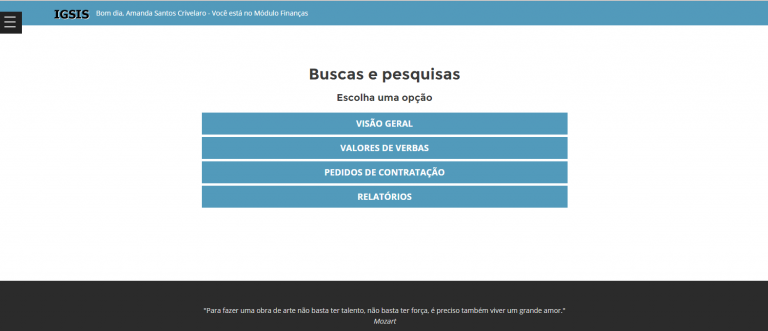 IGSIS Bom dia, Amanda Santos Crivelaro - Você está no Módulo Finanças
Buscas e pesquisas
Escolha uma opção
VISÃO GERAL
VALORES DE VERBAS
PEDIDOS DE CONTRATAÇÃO
RELATÓRIOS
"Para fazer uma obra de arte não basta ter talento, não basta ter força, é preciso também viver um grande amor."
Mozart